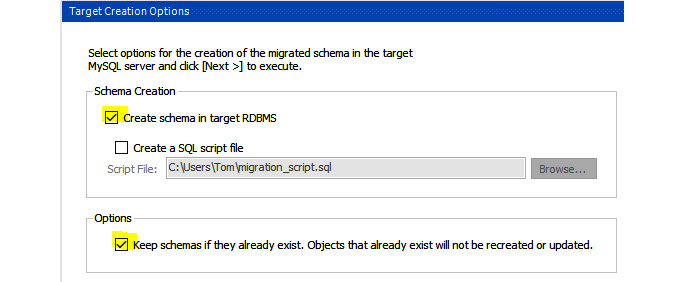 Target Creation Options
Select options for the creation of the migrated schema in the target
MySQL server and click [Next >] to execute.
Schema Creation
Create schema in target RDBMS
Create a SQL script file
Script File: C:\Users\Tom\migration_script.sql Browse...
Options
Keep schemas if they already exist. Objects that already exist will not be recreated or updated.